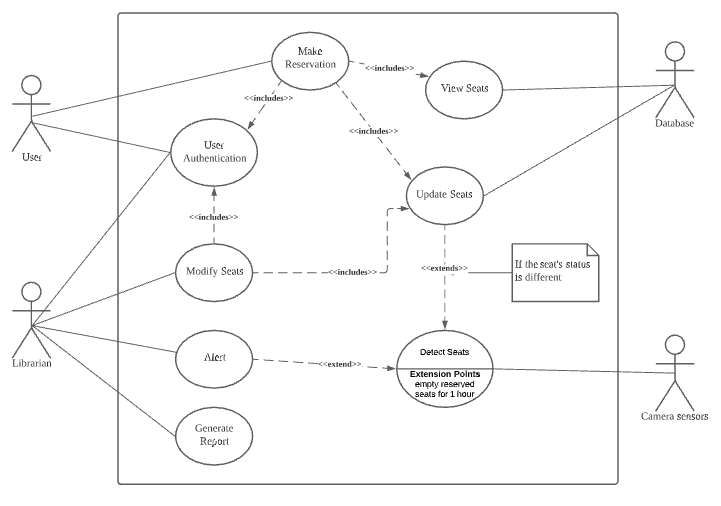 Make
Reservation
<<includes>>
View Seats
<<includes>>
<<includes>>
User
Authentication
Database
User
<<includes>>
Update Seats
Modify Seats
<<includes>>
<<extends>>
If the seat's status
is different
Librarian
Alert
<<extend>>
Detect Seats
Extension Points
empty reserved
seats for 1 hour
Camera sensors
Generate
Report